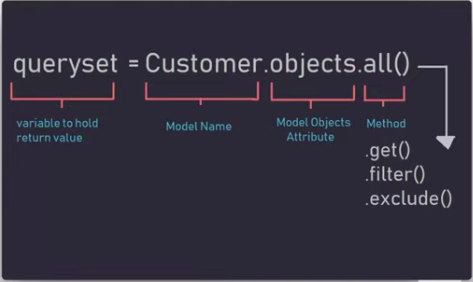 queryset = Customer.objects.all()
variable to hold
return value
Model Name
Model Objects
Attribute
Method
.get()
.filter()
.exclude()